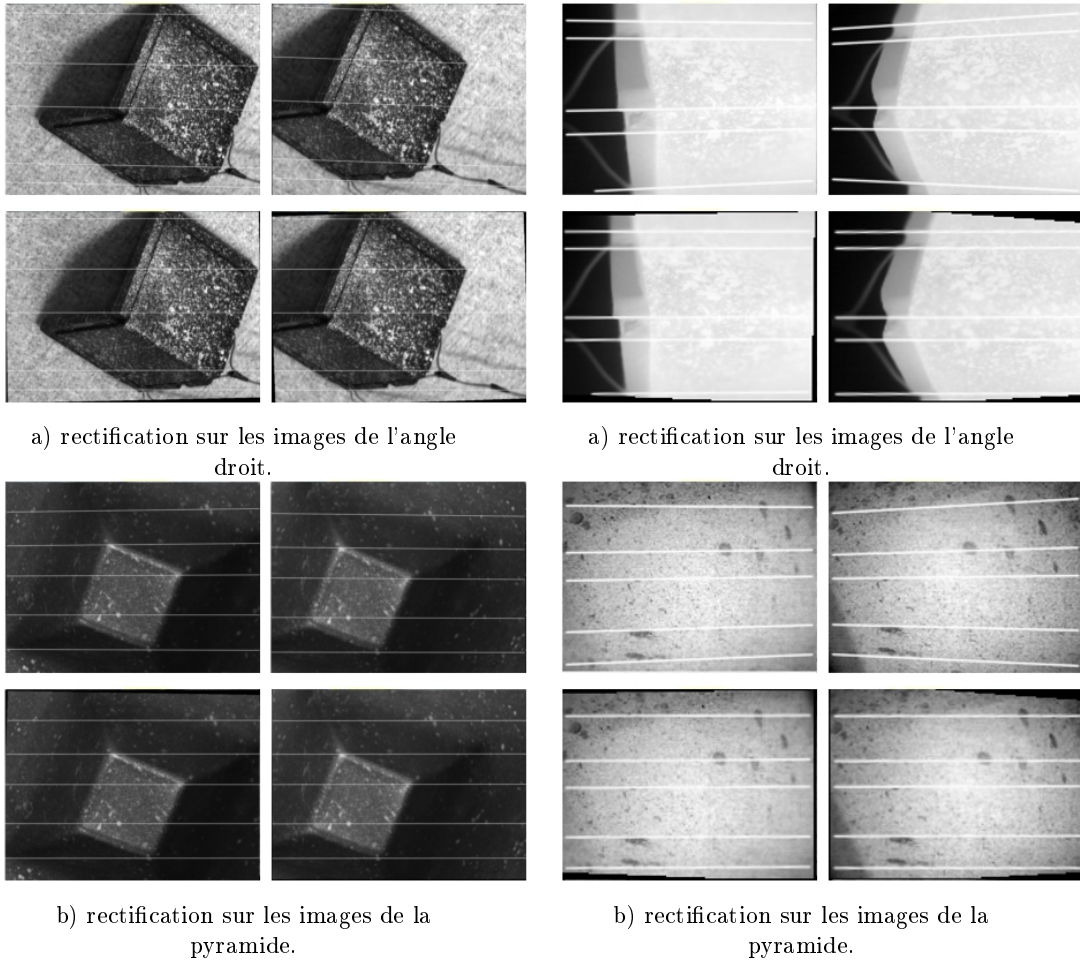 a) rectification sur les images de l'angle
droit.
a) rectification sur les images de l'angle
droit.
b) rectification sur les images de la
pyramide.
b) rectification sur les images de la
pyramide.